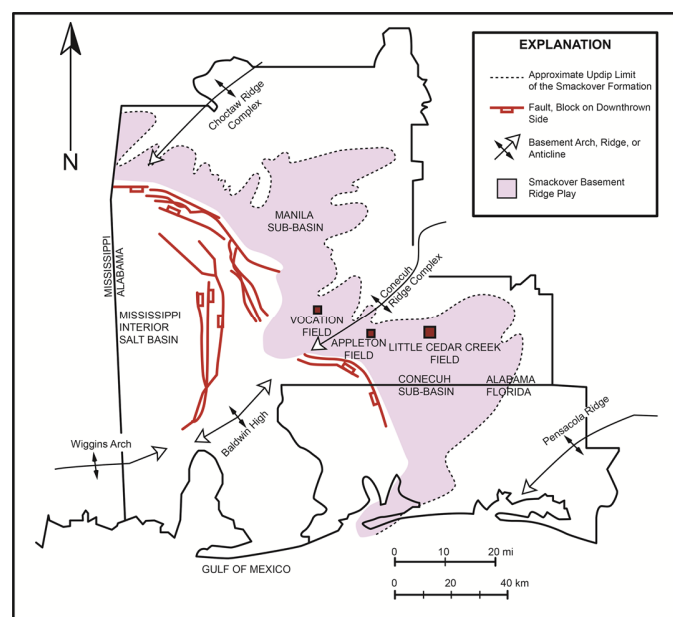 EXPLANATION
Approximate Updip Limit
of the Smackover Formation
Fault, Block on Downthrown
Side
Basement Arch, Ridge, or
Anticline
Smackover Basement
Ridge Play
Choctaw Ridge
Complex
N
MANILA
SUB-BASIN
Conecuh
Ridge Complex
MISSISSIPPI
ALABAMA
MISSISSIPPI
INTERIOR
SALT BASIN
VOCATION
FIELD
APPLETON
FIELD
LITTLE CEDAR CREEK
FIELD
CONECUH
SUB-BASIN
ALABAMA
FLORIDA
Baldwin High
Wiggins Arch
Pensacola Ridge
GULF OF MEXICO
0 10 20 mi
0 20 40 km